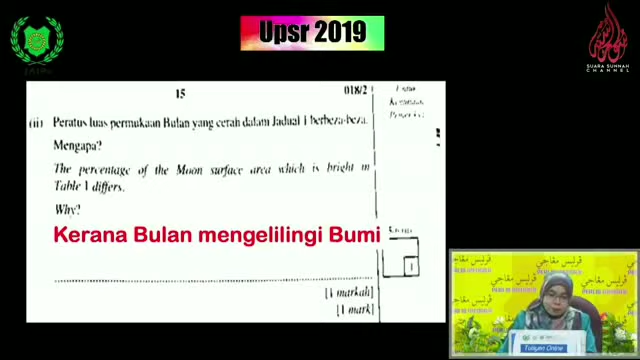 Upsr 2019
SUARA SUNNAH
CHANNEL
15
018/2
(ii) Peratus luas permukaan Bulan yang cerah dalam Jadual 1 berbeza-beza.
Mengapa?
The percentage of the Moon surface area which is bright in
Table 1 differs.
Why?
Kerana Bulan mengelilingi Bumi
1
[1 markah]
[1 mark]
Tuisyen Online